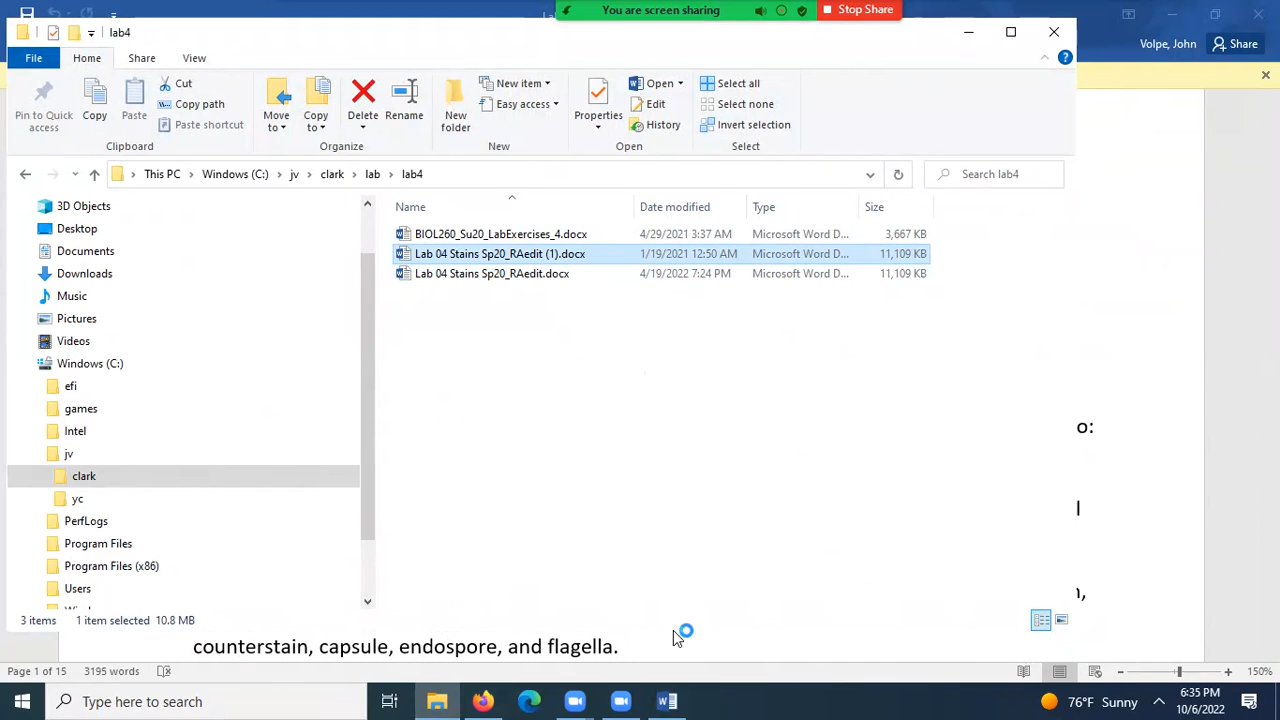 You are screen sharing
Stop Share
lab4
Volpe, John
Share
File
Home
Share
View
Pin to Quick access
Copy
Paste
Cut
Copy path
Paste shortcut
Clipboard
Move to
Copy to
Delete
Rename
Organize
New folder
New item
Easy access
New
Properties
Open
Edit
History
Open
Select all
Select none
Invert selection
Select
This PC > Windows (C:) > jv > clark > lab > lab4
Search lab4
Name Date modified Type Size
BIOL260_Su20_LabExercises_4.docx 4/29/2021 3:37 AM Microsoft Word D... 3,667 KB
Lab 04 Stains Sp20_RAedit (1).docx 1/19/2021 12:50 AM Microsoft Word D... 11,109 KB
Lab 04 Stains Sp20_RAedit.docx 4/19/2022 7:24 PM Microsoft Word D... 11,109 KB
3D Objects
Desktop
Documents
Downloads
Music
Pictures
Videos
Windows (C:)
efi
games
Intel
jv
clark
yc
PerfLogs
Program Files
Program Files (x86)
Users
o:
l
3 items 1 item selected 10.8 MB
counterstain, capsule, endospore, and flagella.
Page 1 of 15 3195 words
150%
Type here to search
76°F Sunny
6:35 PM
10/6/2022